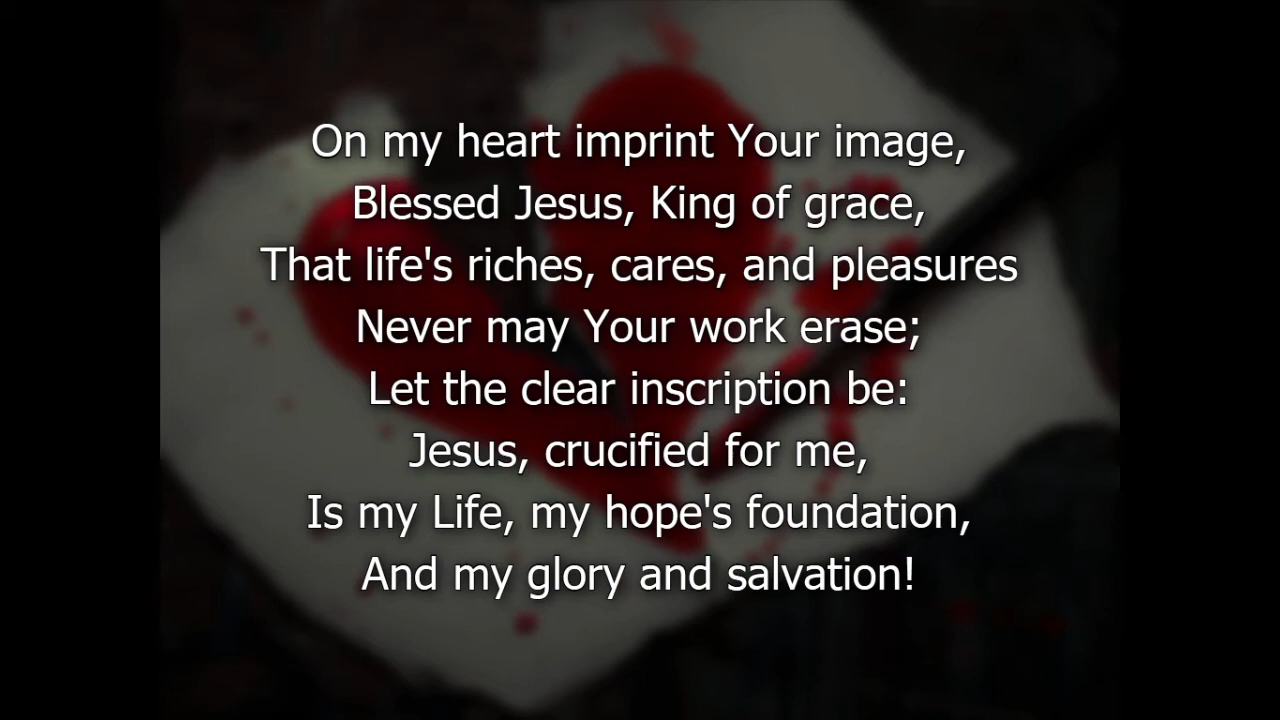 On my heart imprint Your image,
Blessed Jesus, King of grace,
That life's riches, cares, and pleasures
Never may Your work erase;
Let the clear inscription be:
Jesus, crucified for me,
Is my Life, my hope's foundation,
And my glory and salvation!